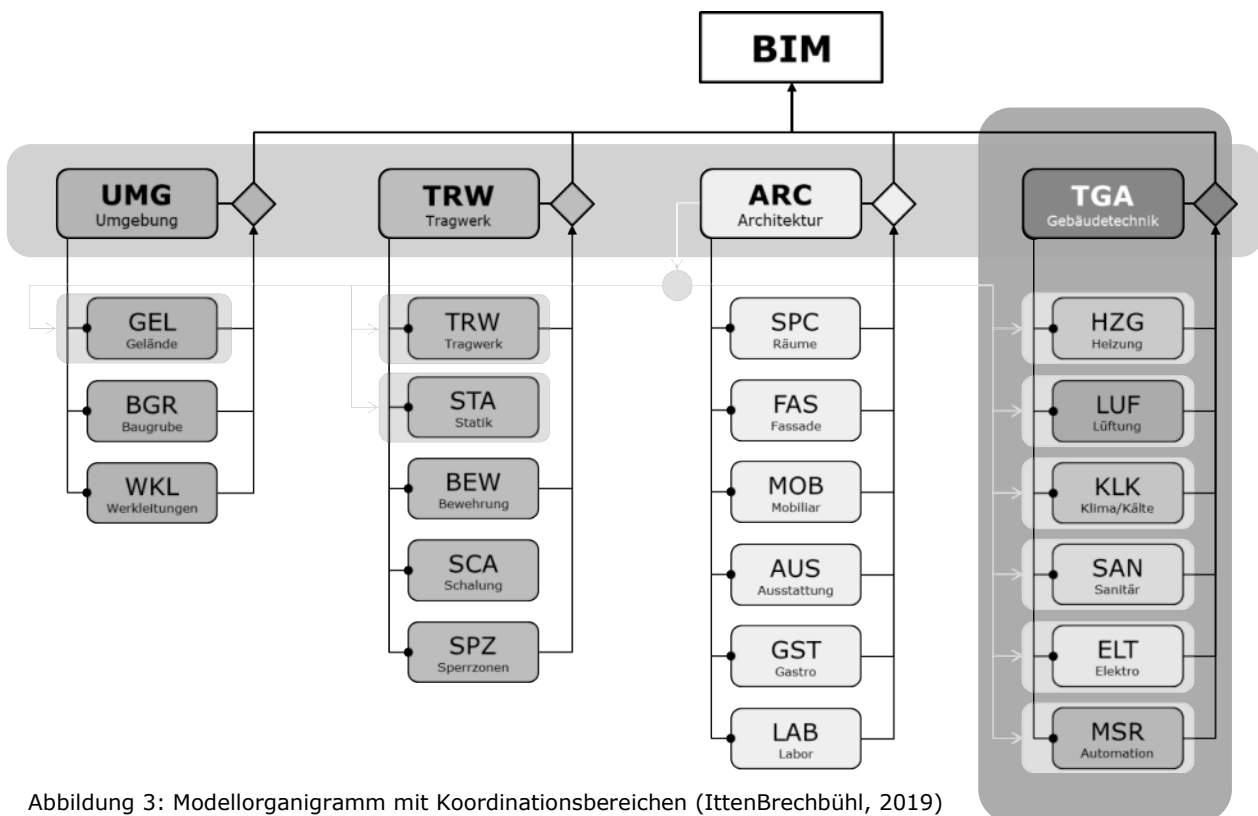 BIM
UMG
Umgebung
GEL
Gelände
BGR
Baugrube
WKL
Werkleitungen
TRW
Tragwerk
TRW
Tragwerk
STA
Statik
BEW
Bewehrung
SCA
Schalung
SPZ
Sperrzonen
ARC
Architektur
SPC
Räume
FAS
Fassade
MOB
Mobiliar
AUS
Ausstattung
GST
Gastro
LAB
Labor
TGA
Gebäudetechnik
HZG
Heizung
LUF
Lüftung
KLK
Klima/Kälte
SAN
Sanitär
ELT
Elektro
MSR
Automation
Abbildung 3: Modellorganigramm mit Koordinationsbereichen (IttenBrechbühl, 2019)